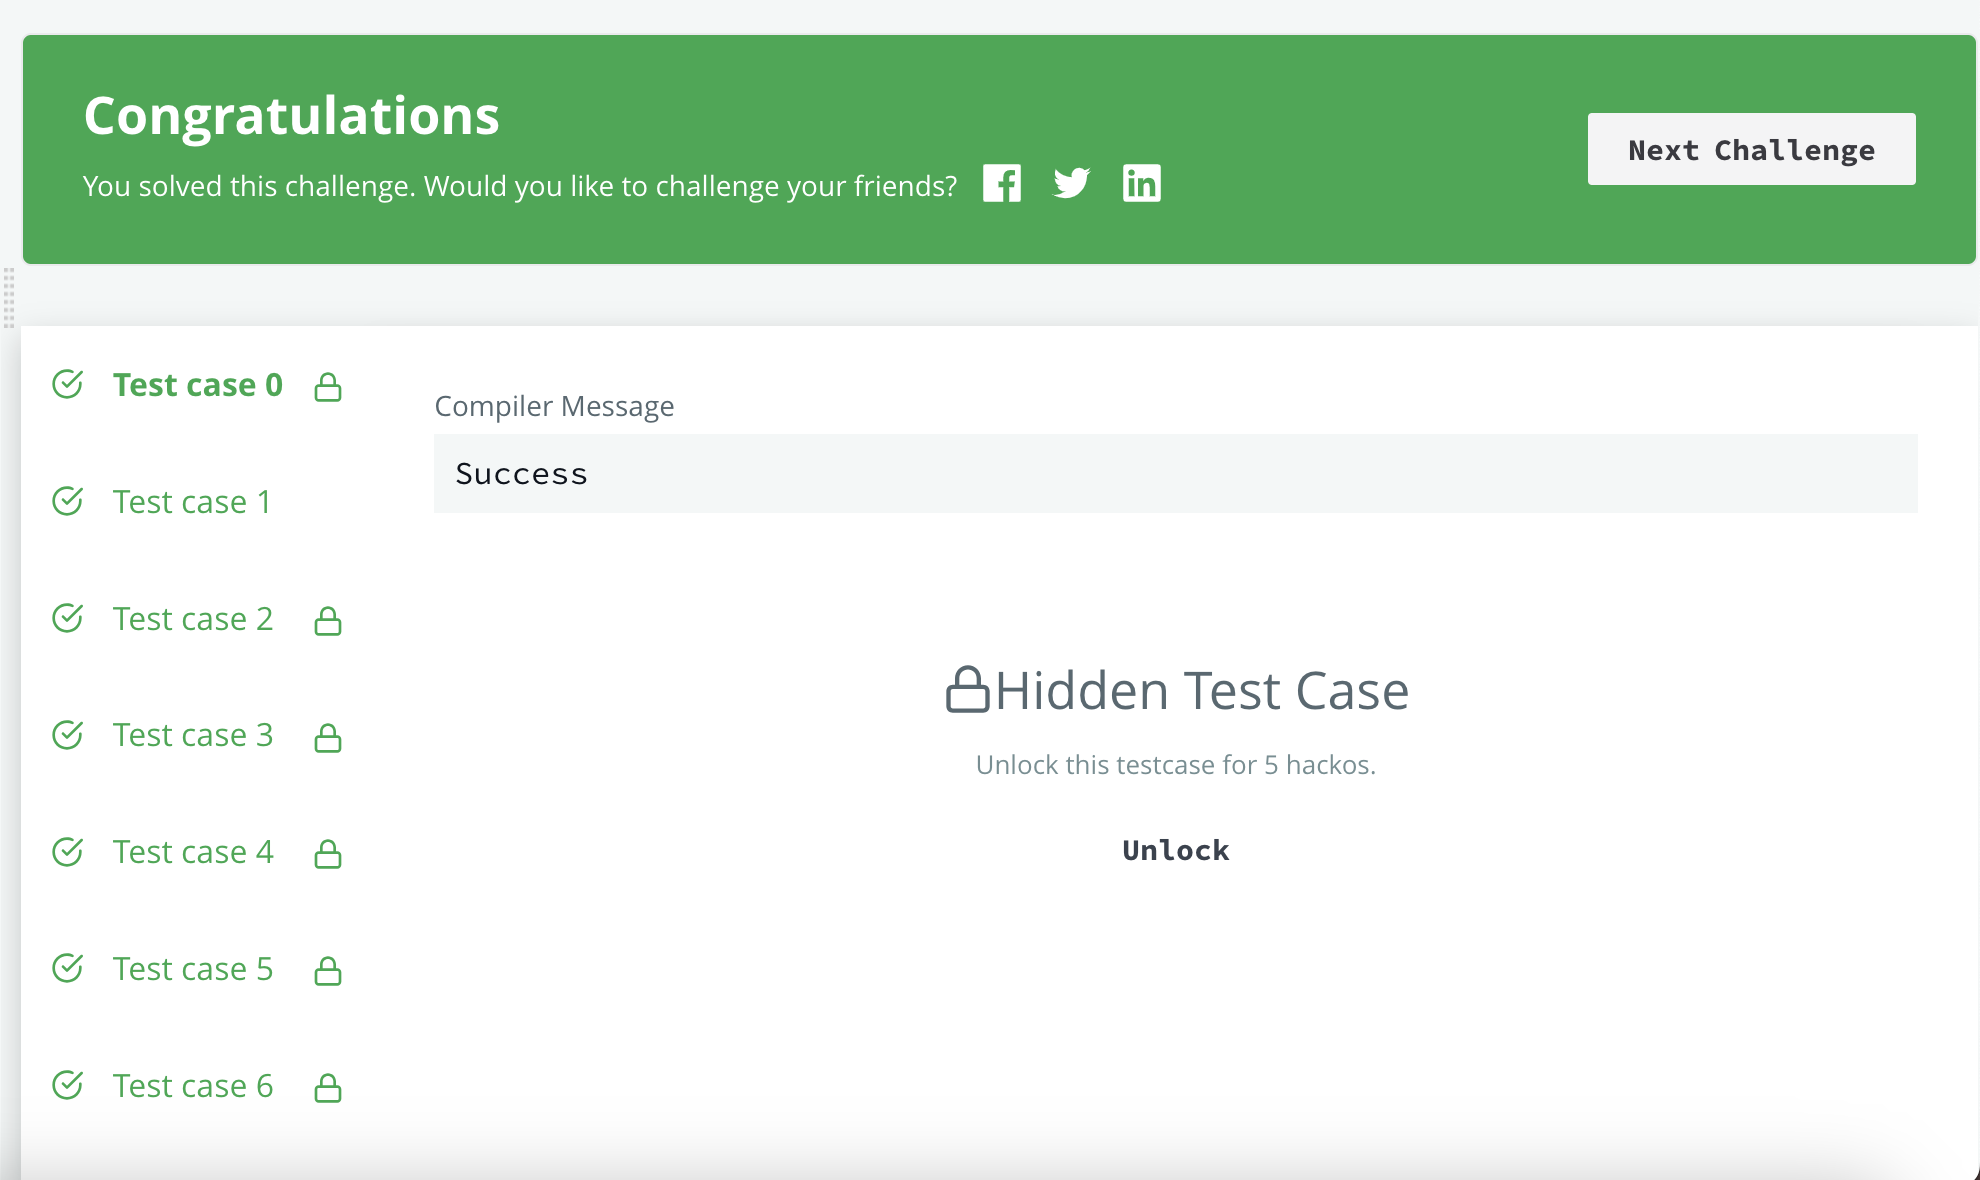 Congratulations
You solved this challenge. Would you like to challenge your friends?
Next Challenge
Test case 0
Test case 1
Test case 2
Test case 3
Test case 4
Test case 5
Test case 6
Compiler Message
Success
Hidden Test Case
Unlock this testcase for 5 hackos.
Unlock